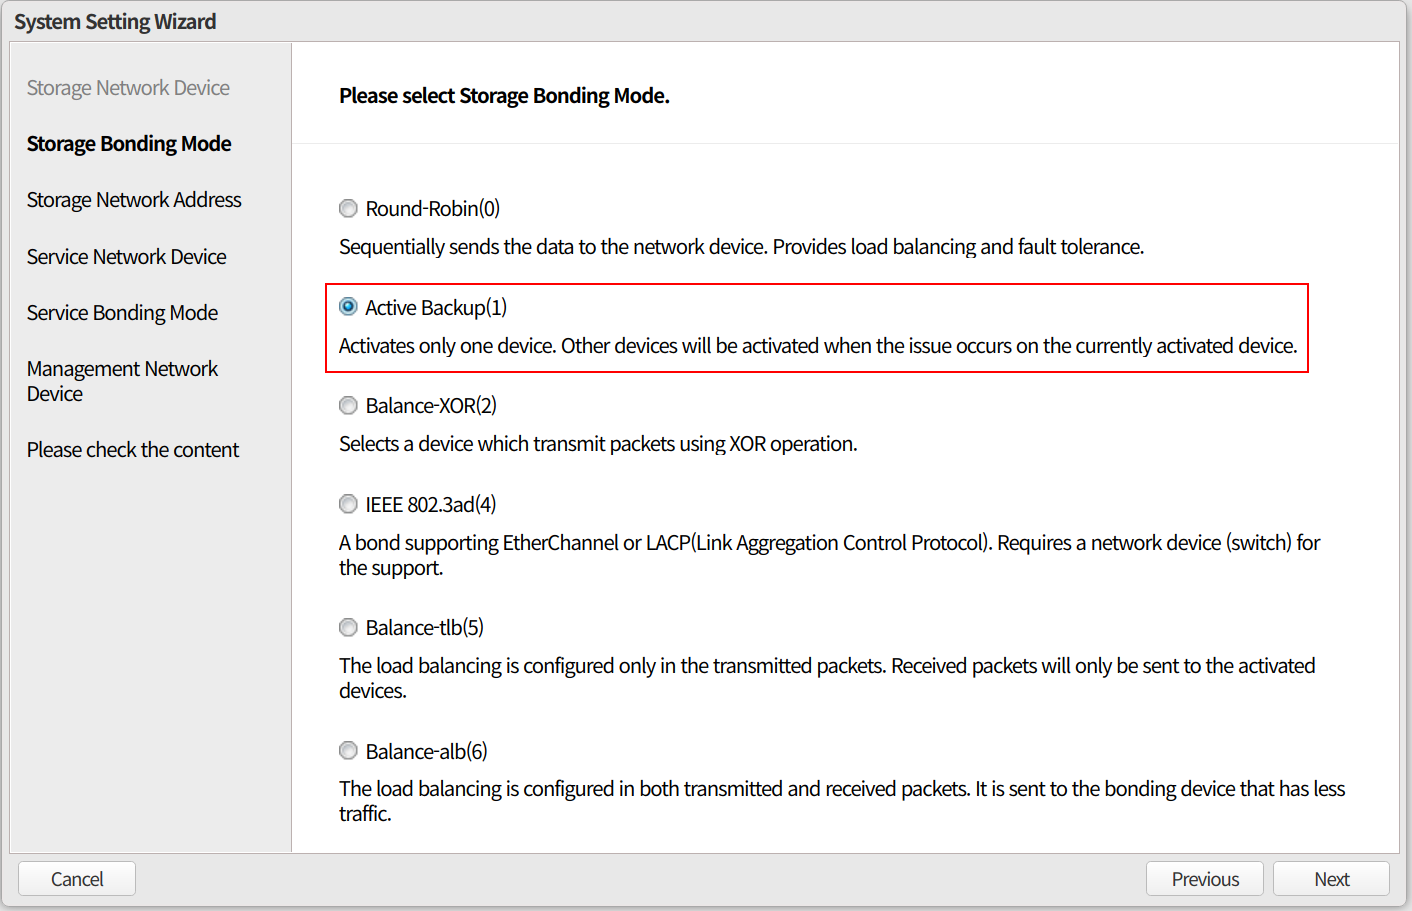 System Setting Wizard
Storage Network Device
Storage Bonding Mode
Storage Network Address
Service Network Device
Service Bonding Mode
Management Network
Device
Please check the content
Please select Storage Bonding Mode.
Round-Robin(0)
Sequentially sends the data to the network device. Provides load balancing and fault tolerance.
Active Backup(1)
Activates only one device. Other devices will be activated when the issue occurs on the currently activated device.
Balance-XOR(2)
Selects a device which transmit packets using XOR operation.
IEEE 802.3ad(4)
A bond supporting EtherChannel or LACP(Link Aggregation Control Protocol). Requires a network device (switch) for
the support.
Balance-tlb(5)
The load balancing is configured only in the transmitted packets. Received packets will only be sent to the activated
devices.
Balance-alb(6)
The load balancing is configured in both transmitted and received packets. It is sent to the bonding device that has less
traffic.
Cancel
Previous
Next